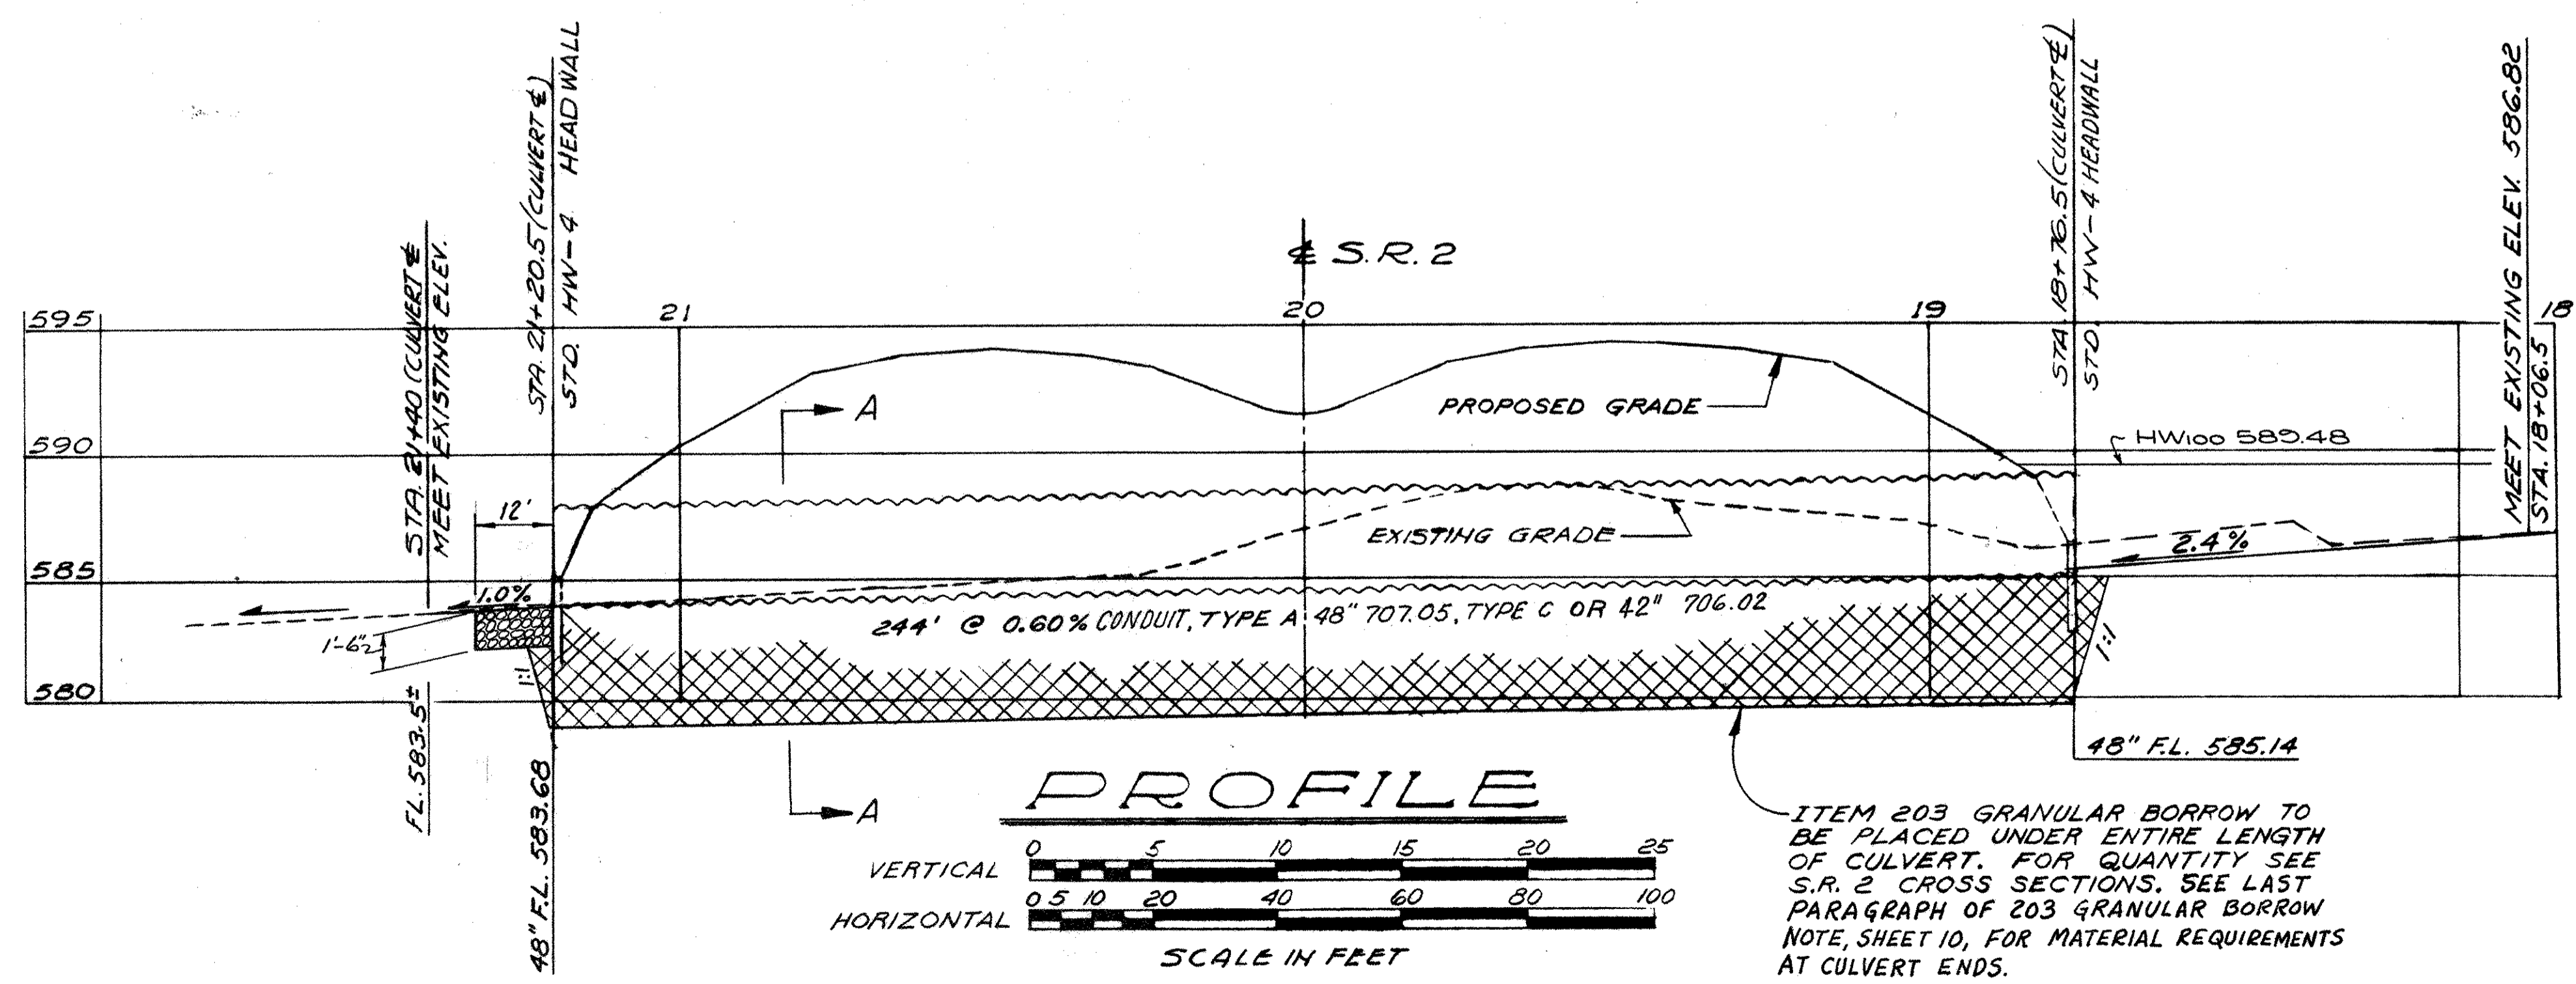 STA. 21+40 (CULVERT ℄
MEET EXISTING ELEV.
STA. 21+20.5 (CULVERT ℄)
STD. HW-4 HEADWALL
℄ S.R. 2
STA. 18+76.5 (CULVERT ℄)
STD. HW-4 HEADWALL
MEET EXISTING ELEV. 586.82
STA. 18+06.5
595
21
20
19
18
A
PROPOSED GRADE
590
HW100 589.48
12'
EXISTING GRADE
2.4%
585
1.0%
244' @ 0.60% CONDUIT, TYPE A 48" 707.05, TYPE C OR 42" 706.02
1'-6"
1:1
1:1
580
FL. 583.5±
48" F.L. 583.68
48" F.L. 585.14
A
PROFILE
0 5 10 15 20 25
VERTICAL
0 5 10 20 40 60 80 100
HORIZONTAL
SCALE IN FEET
ITEM 203 GRANULAR BORROW TO
BE PLACED UNDER ENTIRE LENGTH
OF CULVERT. FOR QUANTITY SEE
S.R. 2 CROSS SECTIONS. SEE LAST
PARAGRAPH OF 203 GRANULAR BORROW
NOTE, SHEET 10, FOR MATERIAL REQUIREMENTS
AT CULVERT ENDS.